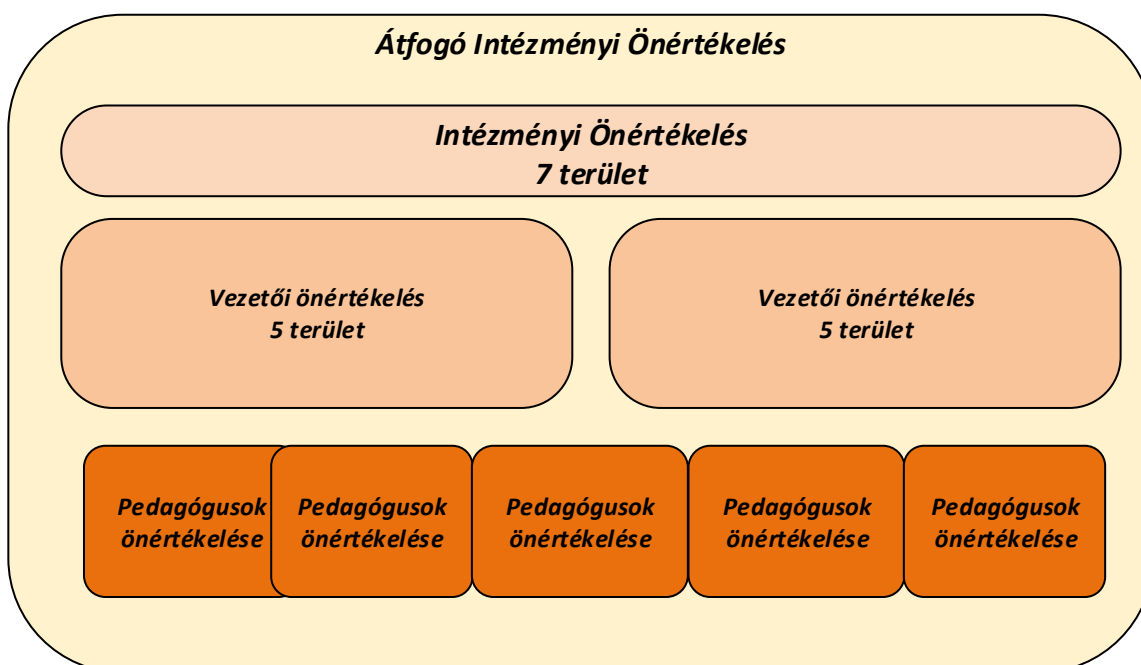 Átfogó Intézményi Önértékelés
Intézményi Önértékelés
7 terület
Vezetői önértékelés
5 terület
Vezetői önértékelés
5 terület
Pedagógusok
önértékelése
Pedagógusok
önértékelése
Pedagógusok
önértékelése
Pedagógusok
önértékelése
Pedagógusok
önértékelése